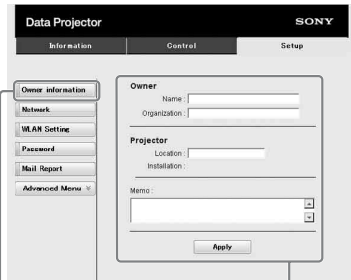 Data Projector
SONY
Information
Control
Setup
Owner information
Network
WLAN Setting
Password
Mail Report
Advanced Menu
Owner
Name :
Organization :
Projector
Location :
Installation :
Memo :
Apply